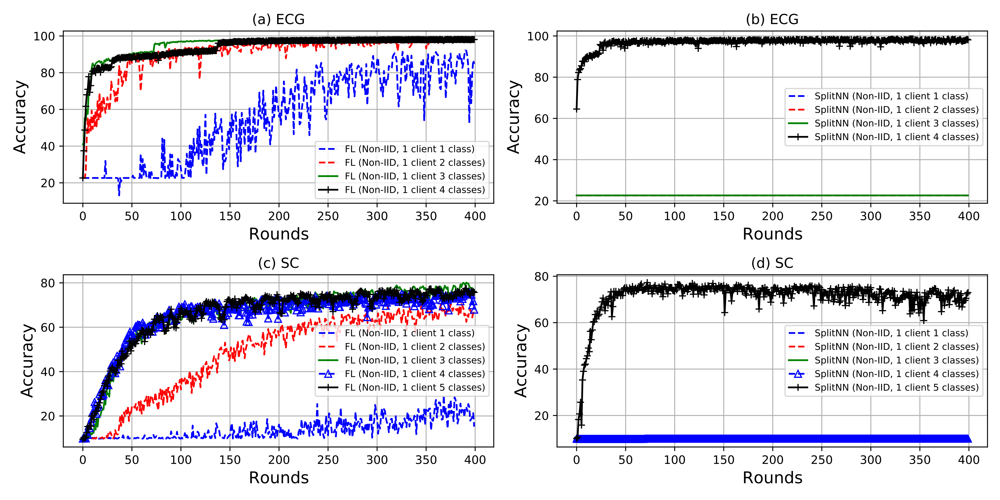 (a) ECG
Accuracy
100
80
60
40
20
FL (Non-IID, 1 client 1 class)
FL (Non-IID, 1 client 2 classes)
FL (Non-IID, 1 client 3 classes)
FL (Non-IID, 1 client 4 classes)
0 50 100 150 200 250 300 350 400
Rounds
(b) ECG
Accuracy
100
80
60
40
20
SplitNN (Non-IID, 1 client 1 class)
SplitNN (Non-IID, 1 client 2 classes)
SplitNN (Non-IID, 1 client 3 classes)
SplitNN (Non-IID, 1 client 4 classes)
0 50 100 150 200 250 300 350 400
Rounds
(c) SC
Accuracy
80
60
40
20
FL (Non-IID, 1 client 1 class)
FL (Non-IID, 1 client 2 classes)
FL (Non-IID, 1 client 3 classes)
FL (Non-IID, 1 client 4 classes)
FL (Non-IID, 1 client 5 classes)
0 50 100 150 200 250 300 350 400
Rounds
(d) SC
Accuracy
80
60
40
20
SplitNN (Non-IID, 1 client 1 class)
SplitNN (Non-IID, 1 client 2 classes)
SplitNN (Non-IID, 1 client 3 classes)
SplitNN (Non-IID, 1 client 4 classes)
SplitNN (Non-IID, 1 client 5 classes)
0 50 100 150 200 250 300 350 400
Rounds